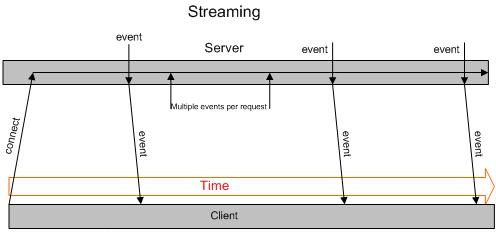 Streaming
event
Server
event
event
Multiple events per request
connect
event
event
event
Time
Client